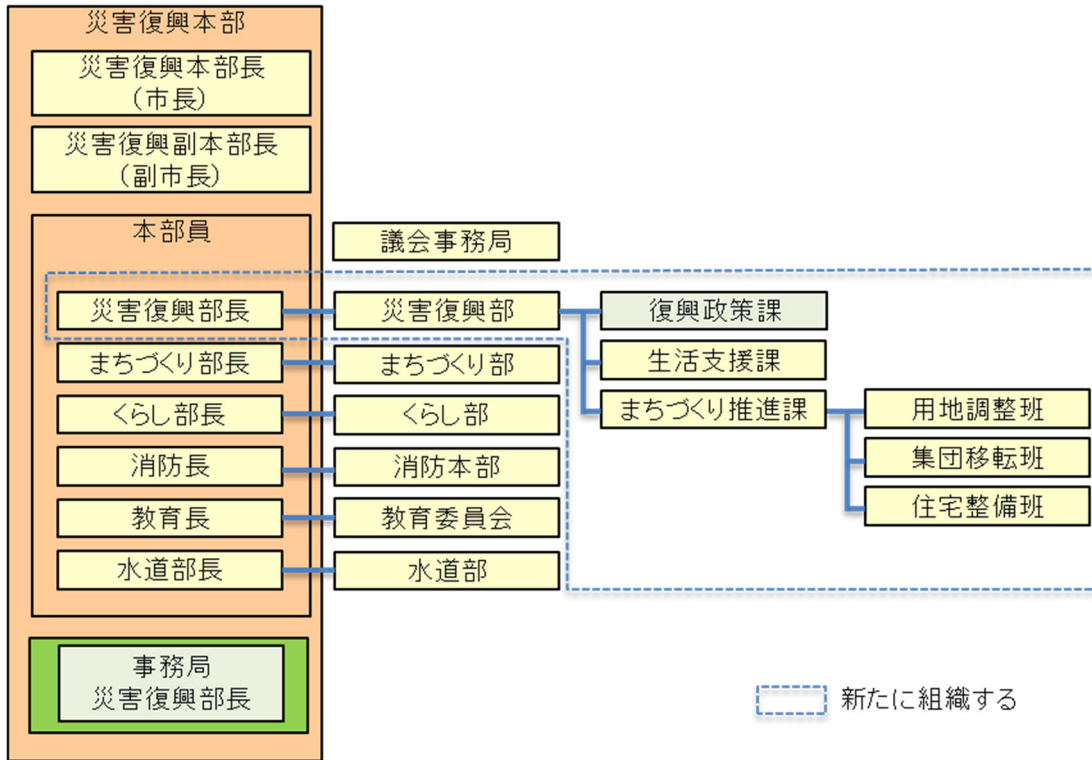 災害復興本部
災害復興本部長
(市長)
災害復興副本部長
(副市長)
本部員
議会事務局
災害復興部長
災害復興部
復興政策課
まちづくり部長
まちづくり部
生活支援課
くらし部長
くらし部
まちづくり推進課
用地調整班
消防長
消防本部
集団移転班
教育長
教育委員会
住宅整備班
水道部長
水道部
事務局
災害復興部長
新たに組織する